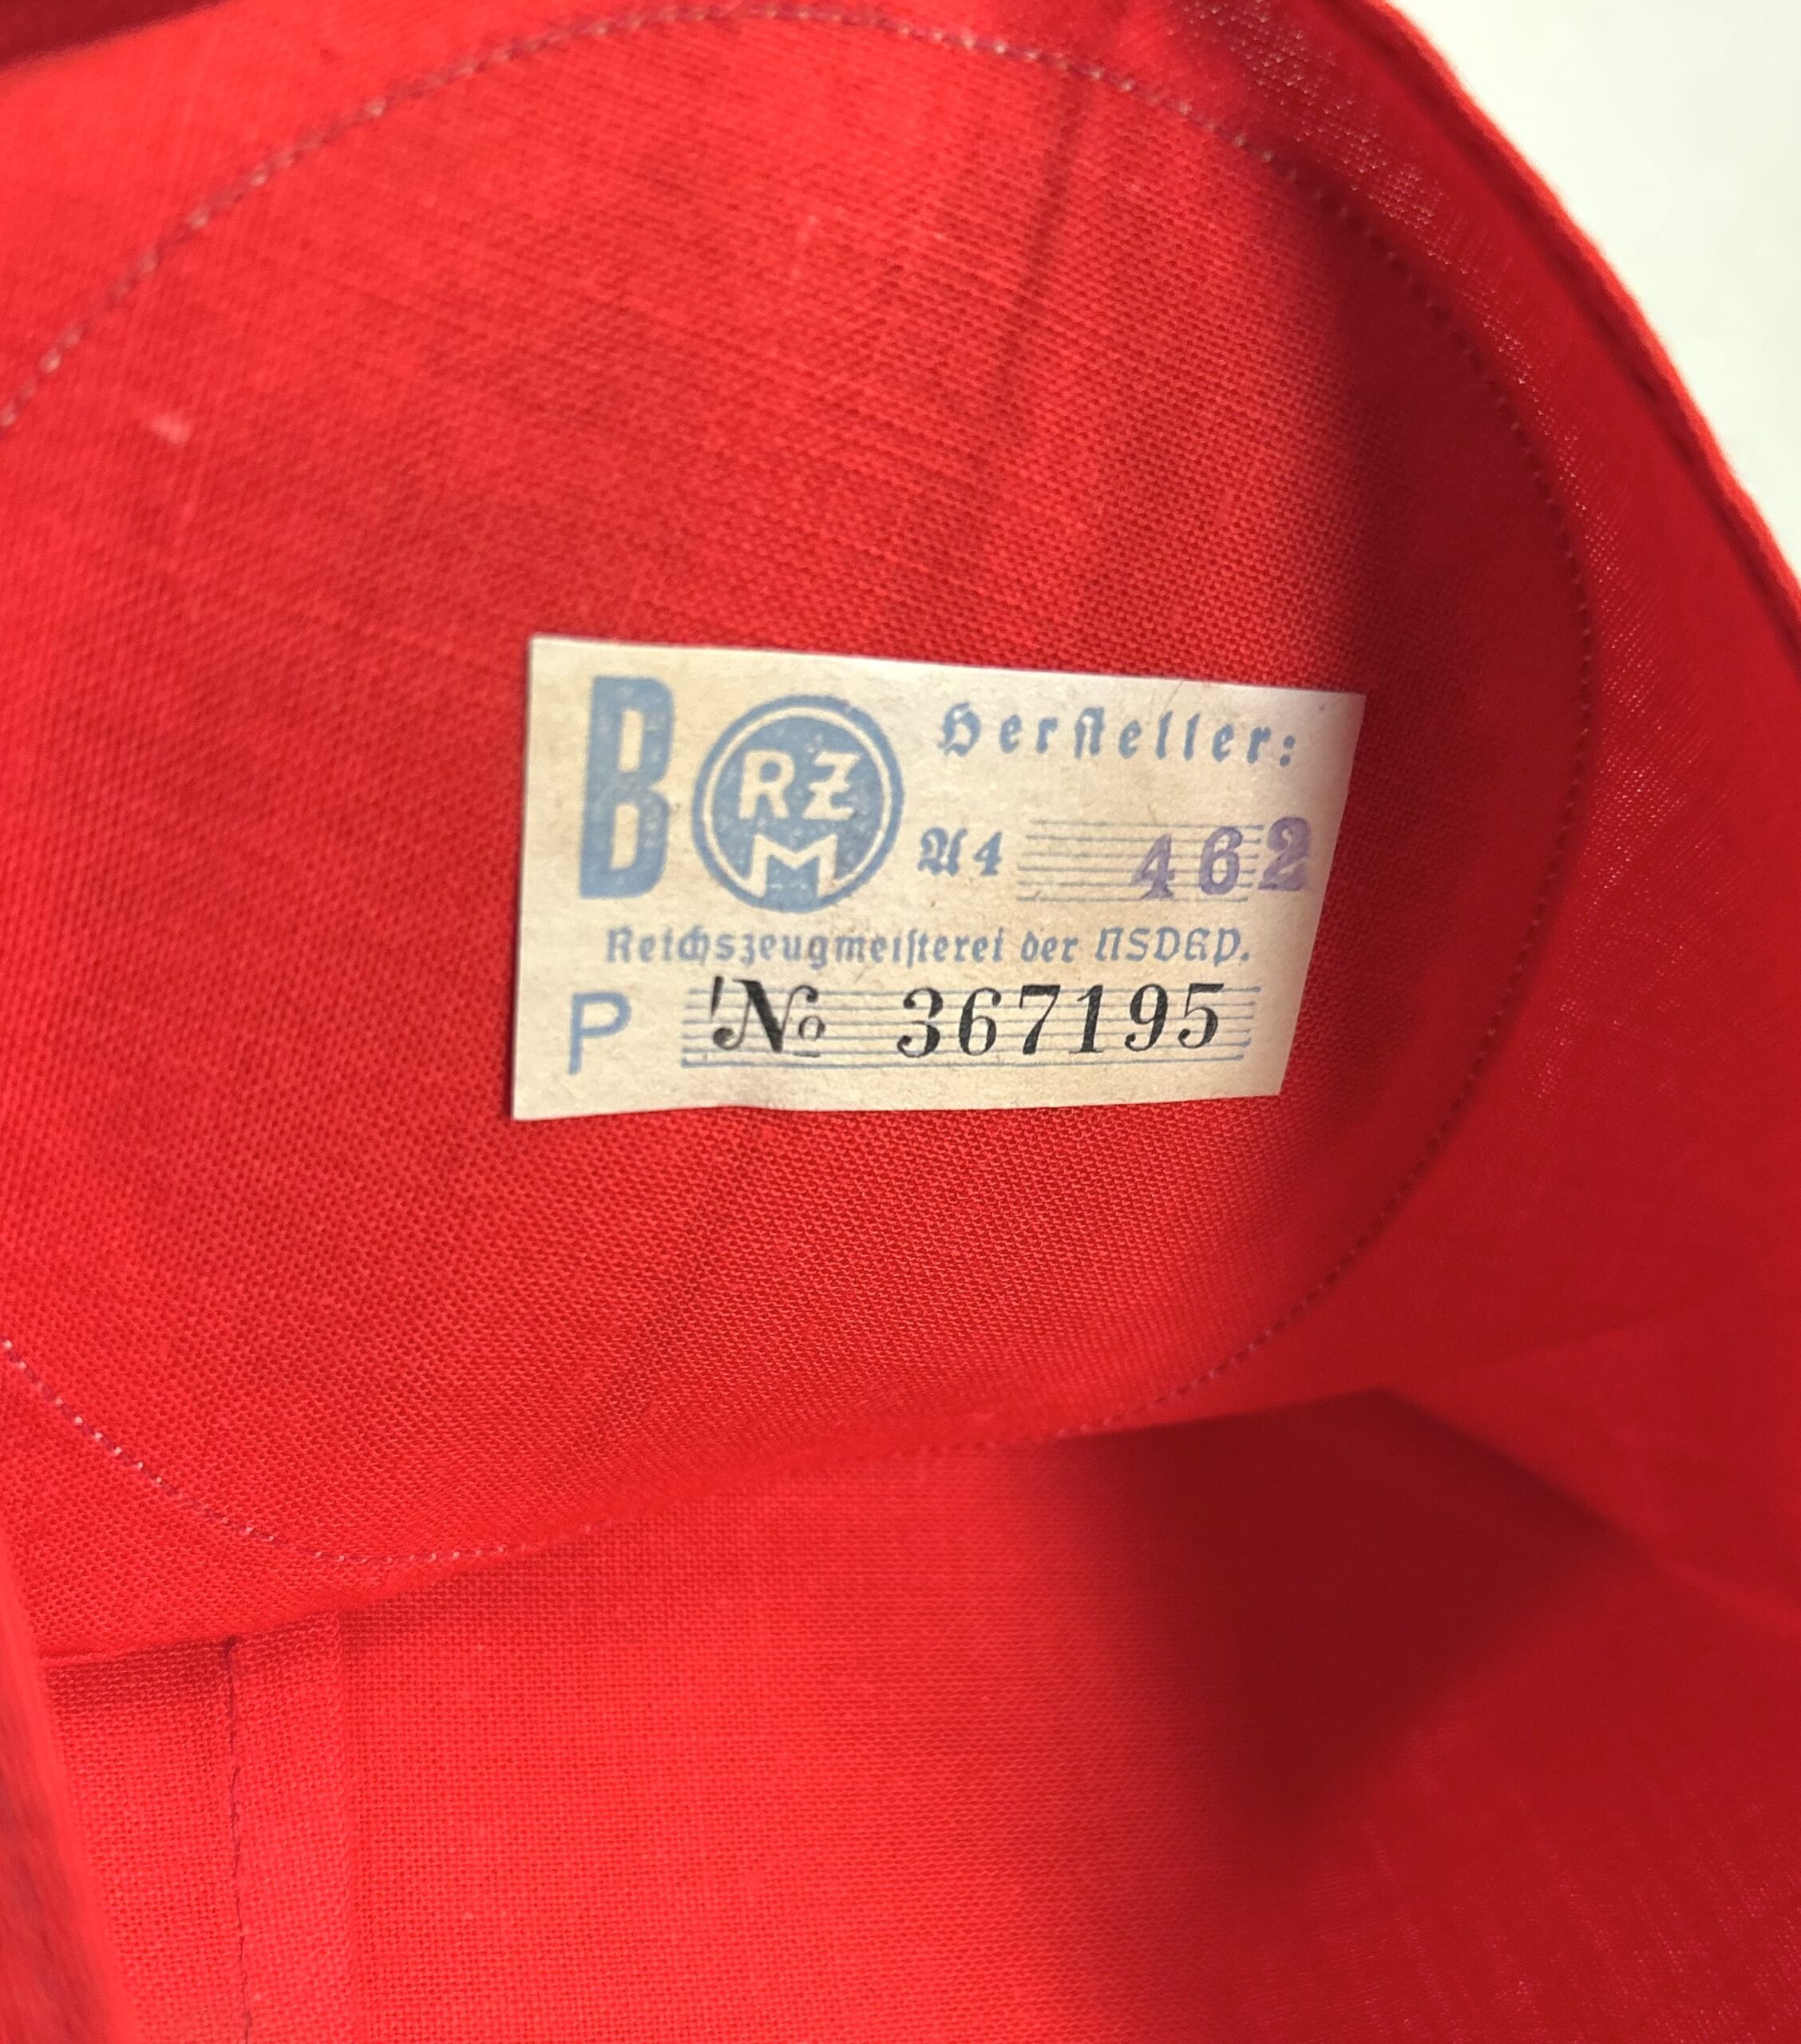 B RZM Hersteller:
A4 462
Reichszeugmeisterei der NSDAP.
P No 367195